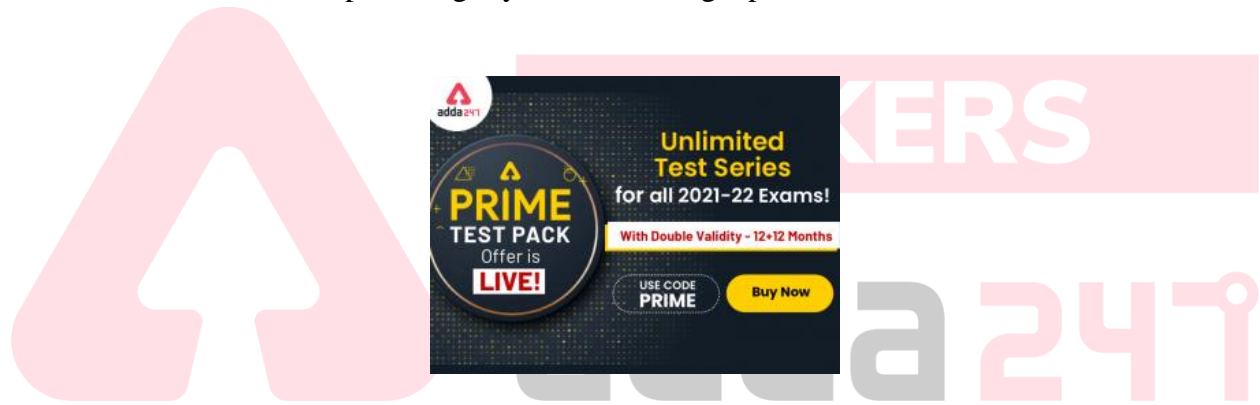 KERS
adda247
Unlimited
Test Series
for all 2021-22 Exams!
PRIME
TEST PACK
Offer is
LIVE!
With Double Validity - 12+12 Months
USE CODE
PRIME
Buy Now
247